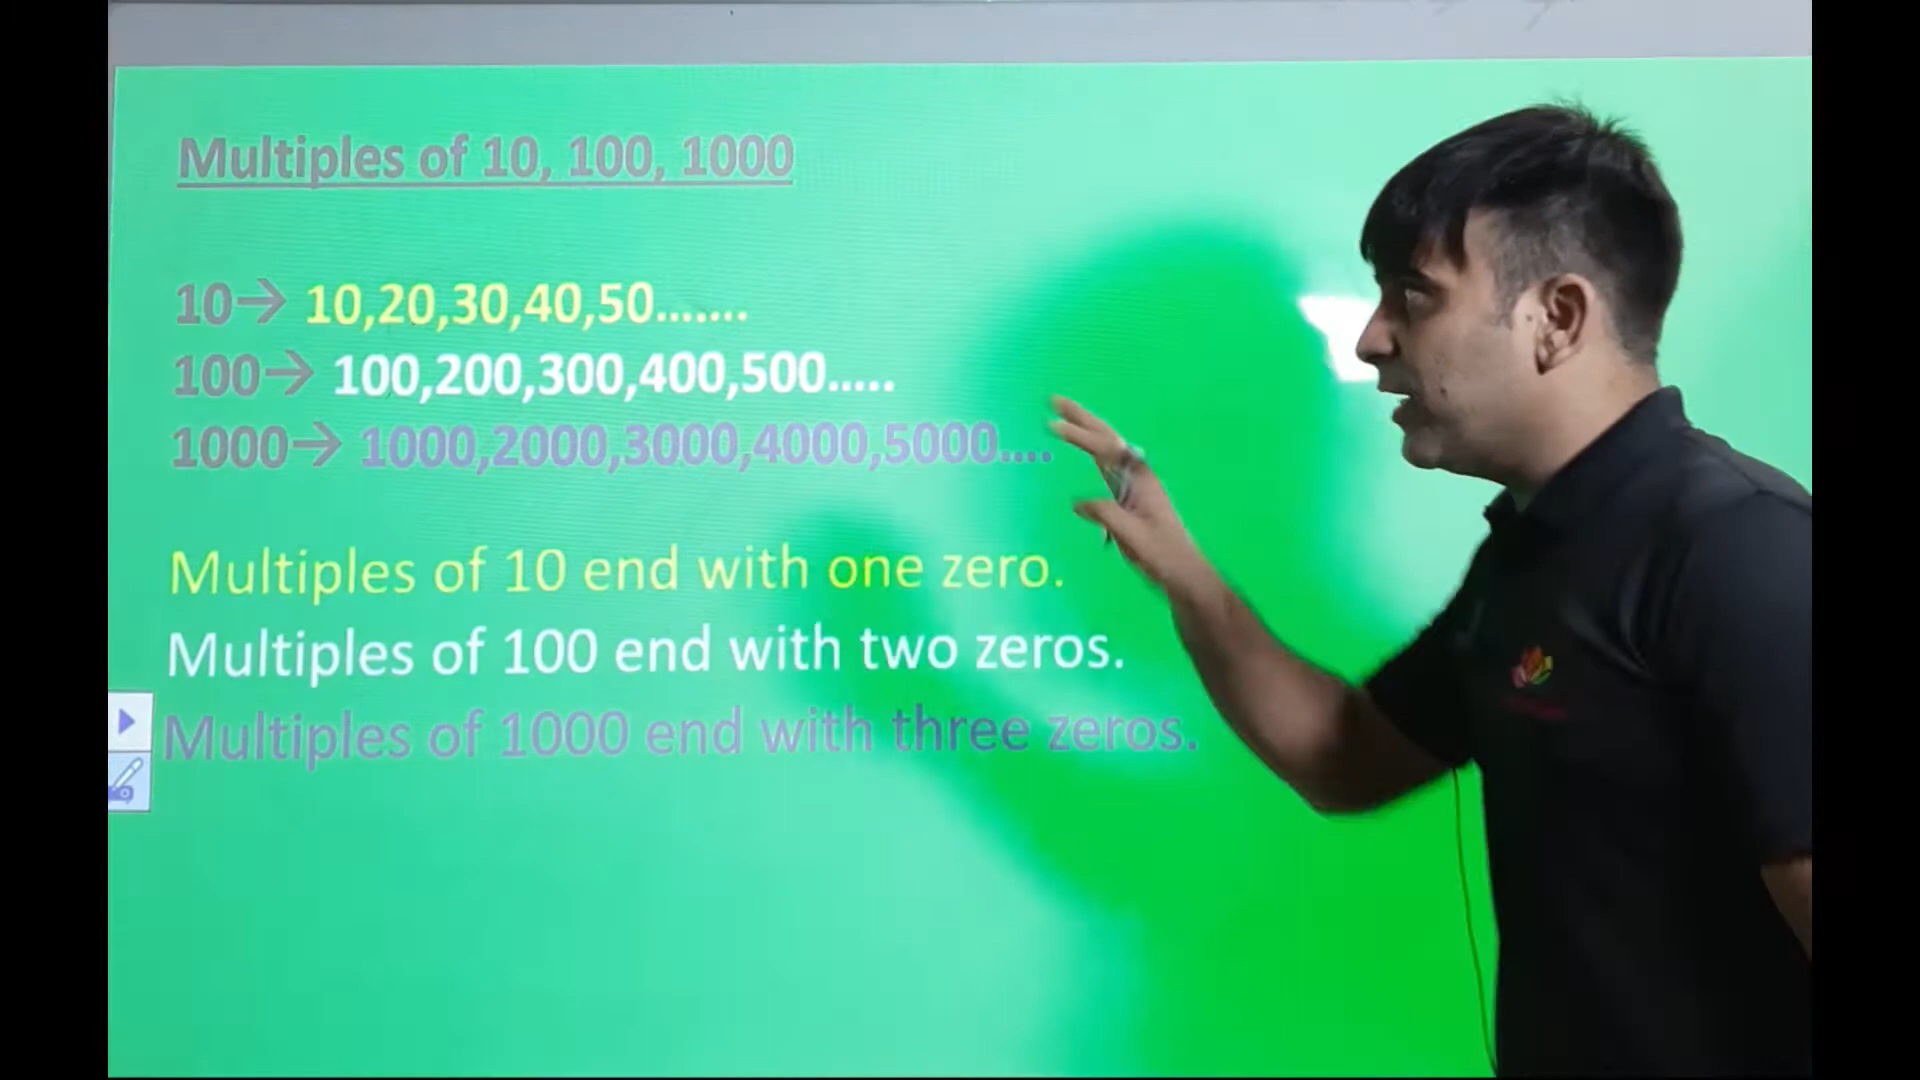 Multiples of 10, 100, 1000
10→ 10,20,30,40,50.......
100→ 100,200,300,400,500.....
1000→ 1000,2000,3000,4000,5000....
Multiples of 10 end with one zero.
Multiples of 100 end with two zeros.
Multiples of 1000 end with three zeros.